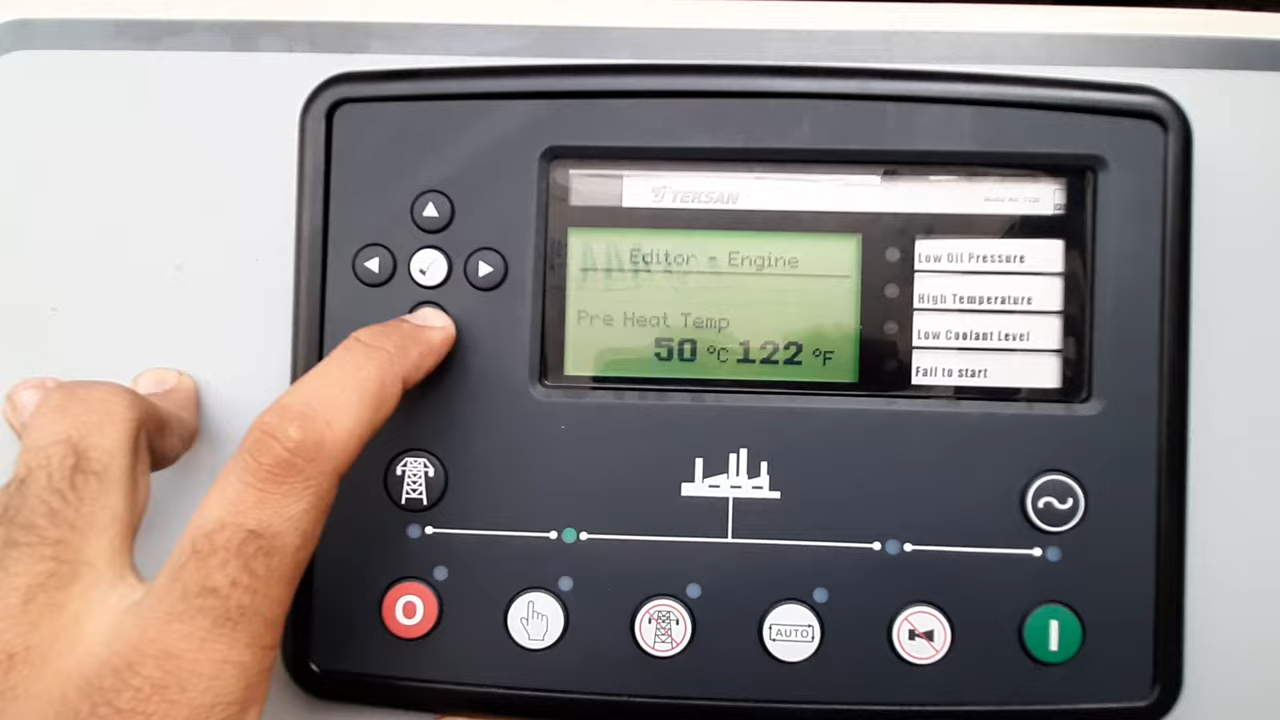 TEKSAN
Editor - Engine
Pre Heat Temp
50 °C 122 °F
Low Oil Pressure
High Temperature
Low Coolant Level
Fail to start
O
AUTO
I